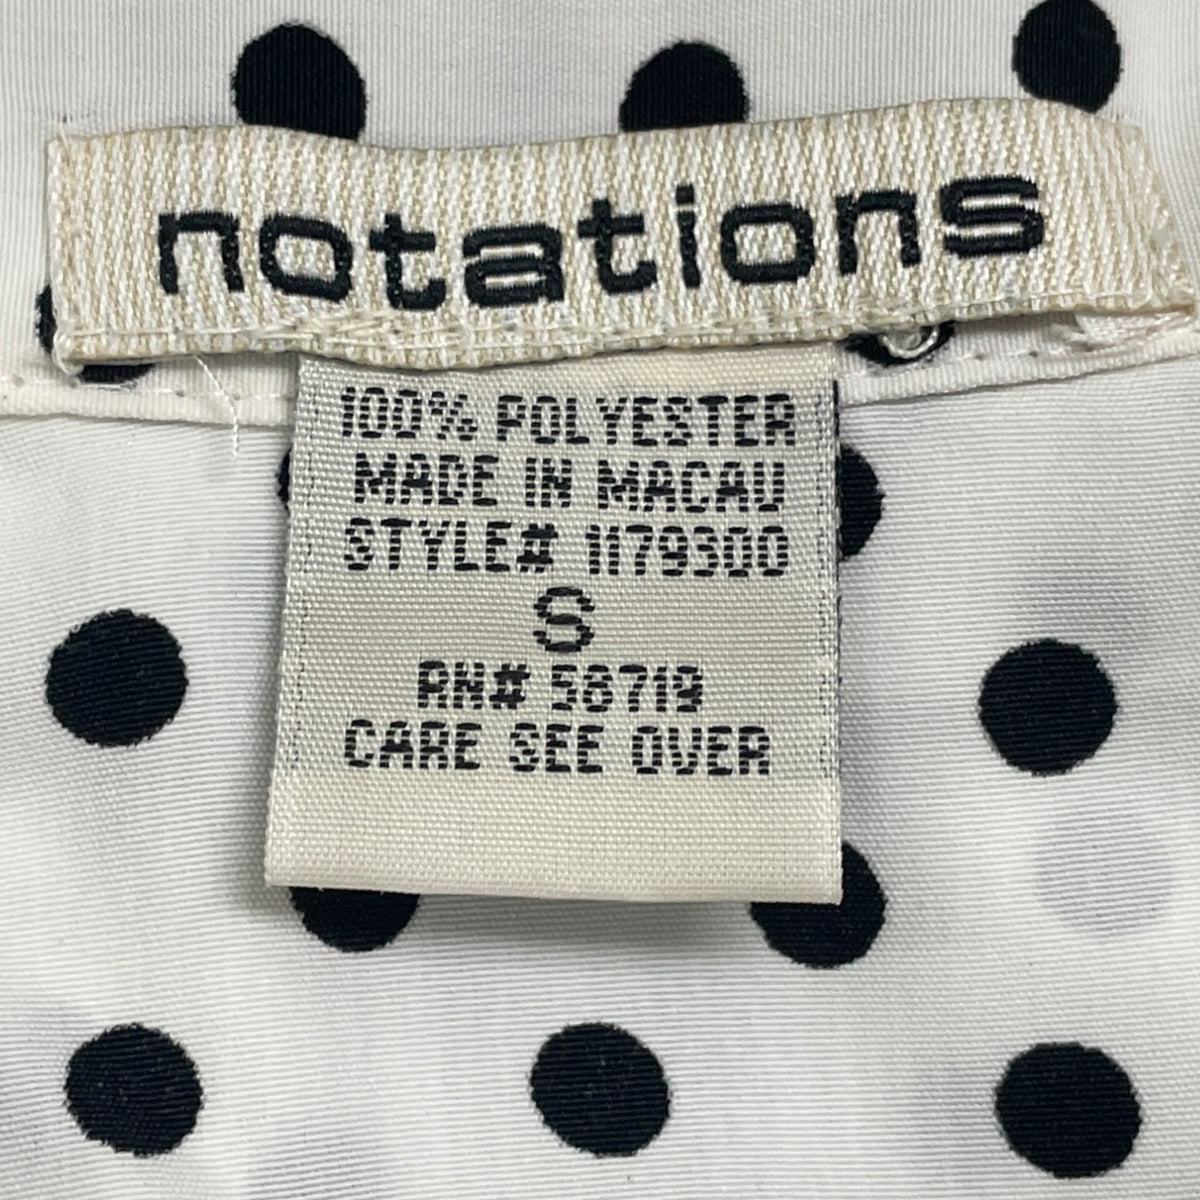 notations
100% POLYESTER
MADE IN MACAU
STYLE# 1179300
S
RN# 58719
CARE SEE OVER